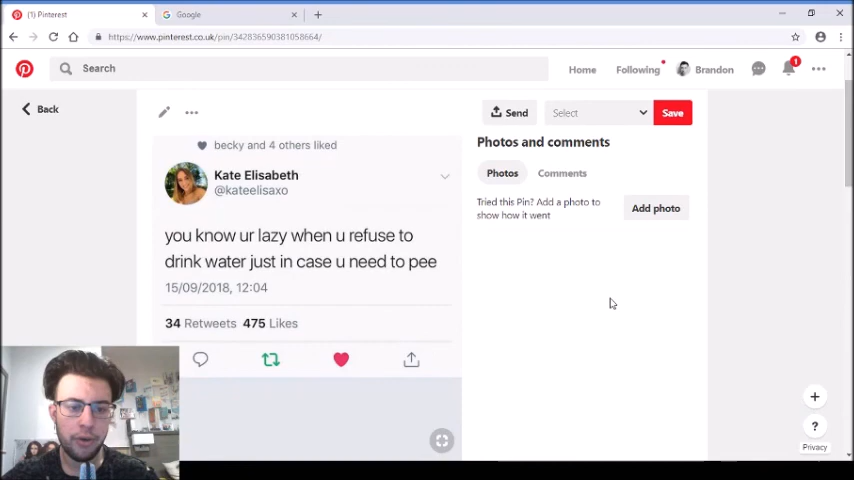 (1) Pinterest
Google
https://www.pinterest.co.uk/pin/342836590381058664/
Search
Home
Following
Brandon
1
Back
Send
Select
Save
becky and 4 others liked
Kate Elisabeth
@kateelisaxo
you know ur lazy when u refuse to
drink water just in case u need to pee
15/09/2018, 12:04
34 Retweets 475 Likes
Photos and comments
Photos
Comments
Tried this Pin? Add a photo to
show how it went
Add photo
+
?
Privacy